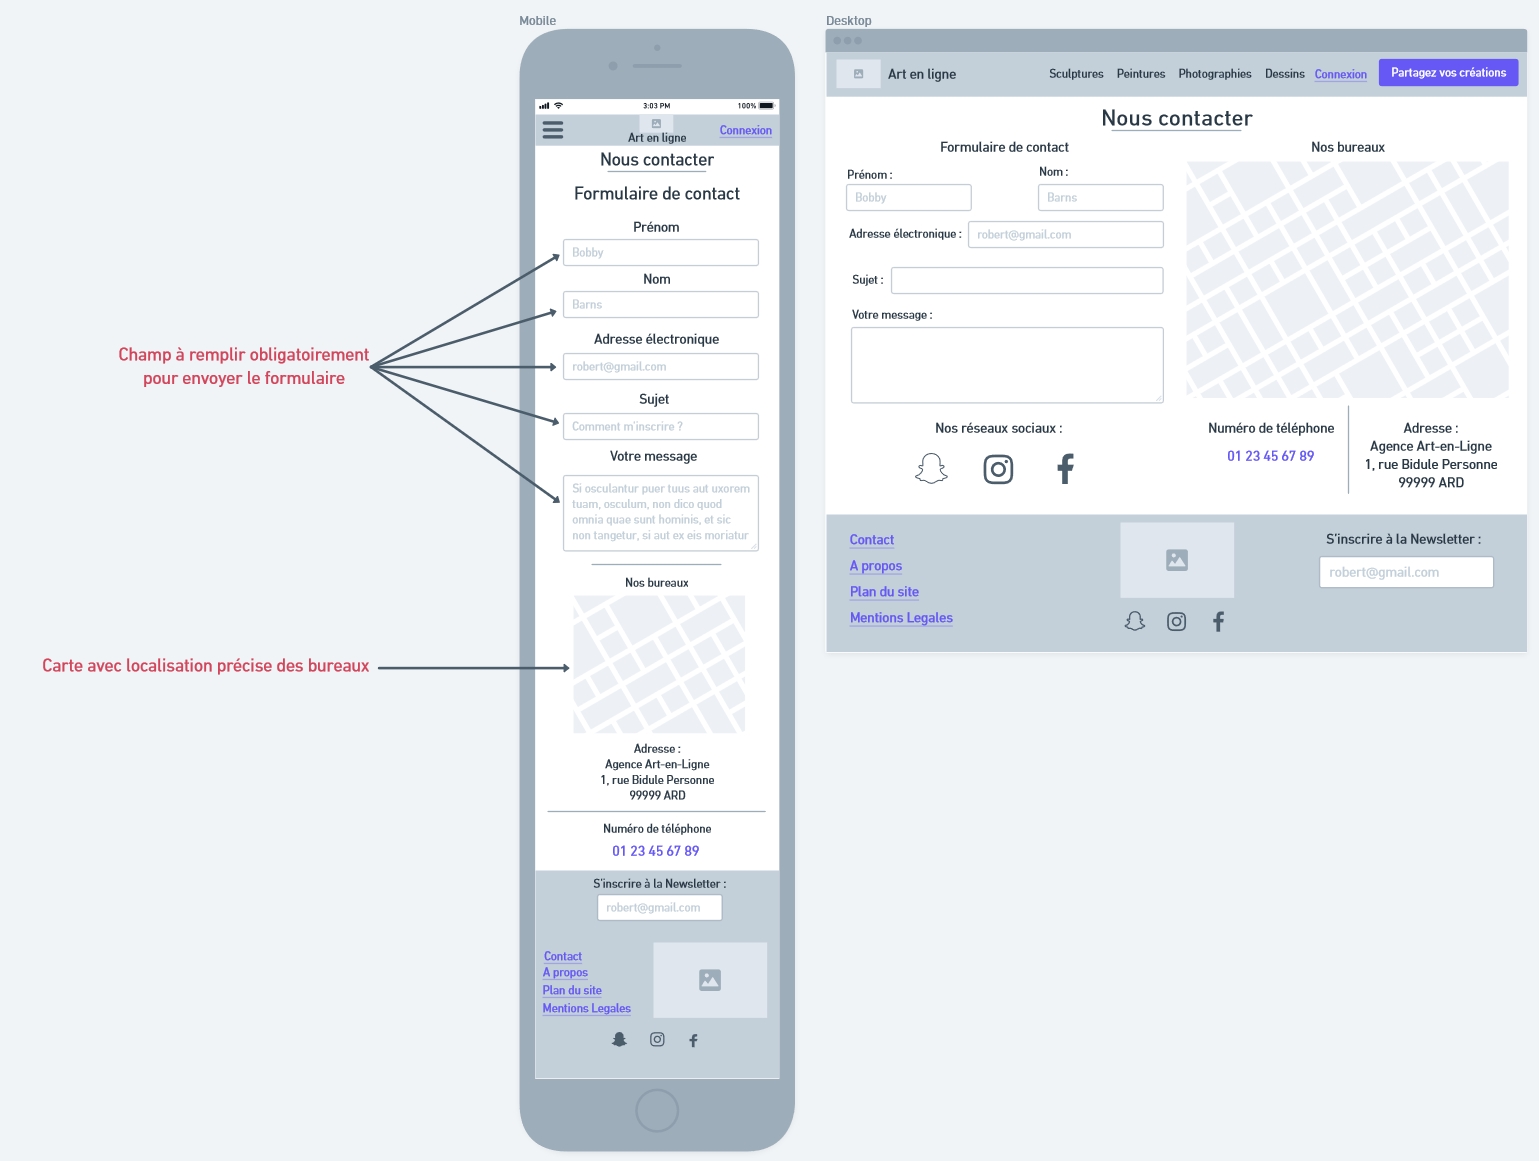 Mobile
3:03 PM
100%
Art en ligne
Connexion
Nous contacter
Formulaire de contact
Prénom
Bobby
Nom
Barns
Adresse électronique
robert@gmail.com
Sujet
Comment m'inscrire ?
Votre message
Si osculantur puer tuus aut uxorem
tuam, osculum, non dico quod
omnia quae sunt hominis, et sic
non tangetur, si aut ex eis moriatur
Nos bureaux
Adresse :
Agence Art-en-Ligne
1, rue Bidule Personne
99999 ARD
Numéro de téléphone
01 23 45 67 89
S'inscrire à la Newsletter :
robert@gmail.com
Contact
A propos
Plan du site
Mentions Legales
Champ à remplir obligatoirement
pour envoyer le formulaire
Carte avec localisation précise des bureaux
Desktop
Art en ligne
Sculptures
Peintures
Photographies
Dessins
Connexion
Partagez vos créations
Nous contacter
Formulaire de contact
Prénom :
Bobby
Nom :
Barns
Adresse électronique :
robert@gmail.com
Sujet :
Votre message :
Nos réseaux sociaux :
Nos bureaux
Numéro de téléphone
01 23 45 67 89
Adresse :
Agence Art-en-Ligne
1, rue Bidule Personne
99999 ARD
Contact
A propos
Plan du site
Mentions Legales
S'inscrire à la Newsletter :
robert@gmail.com